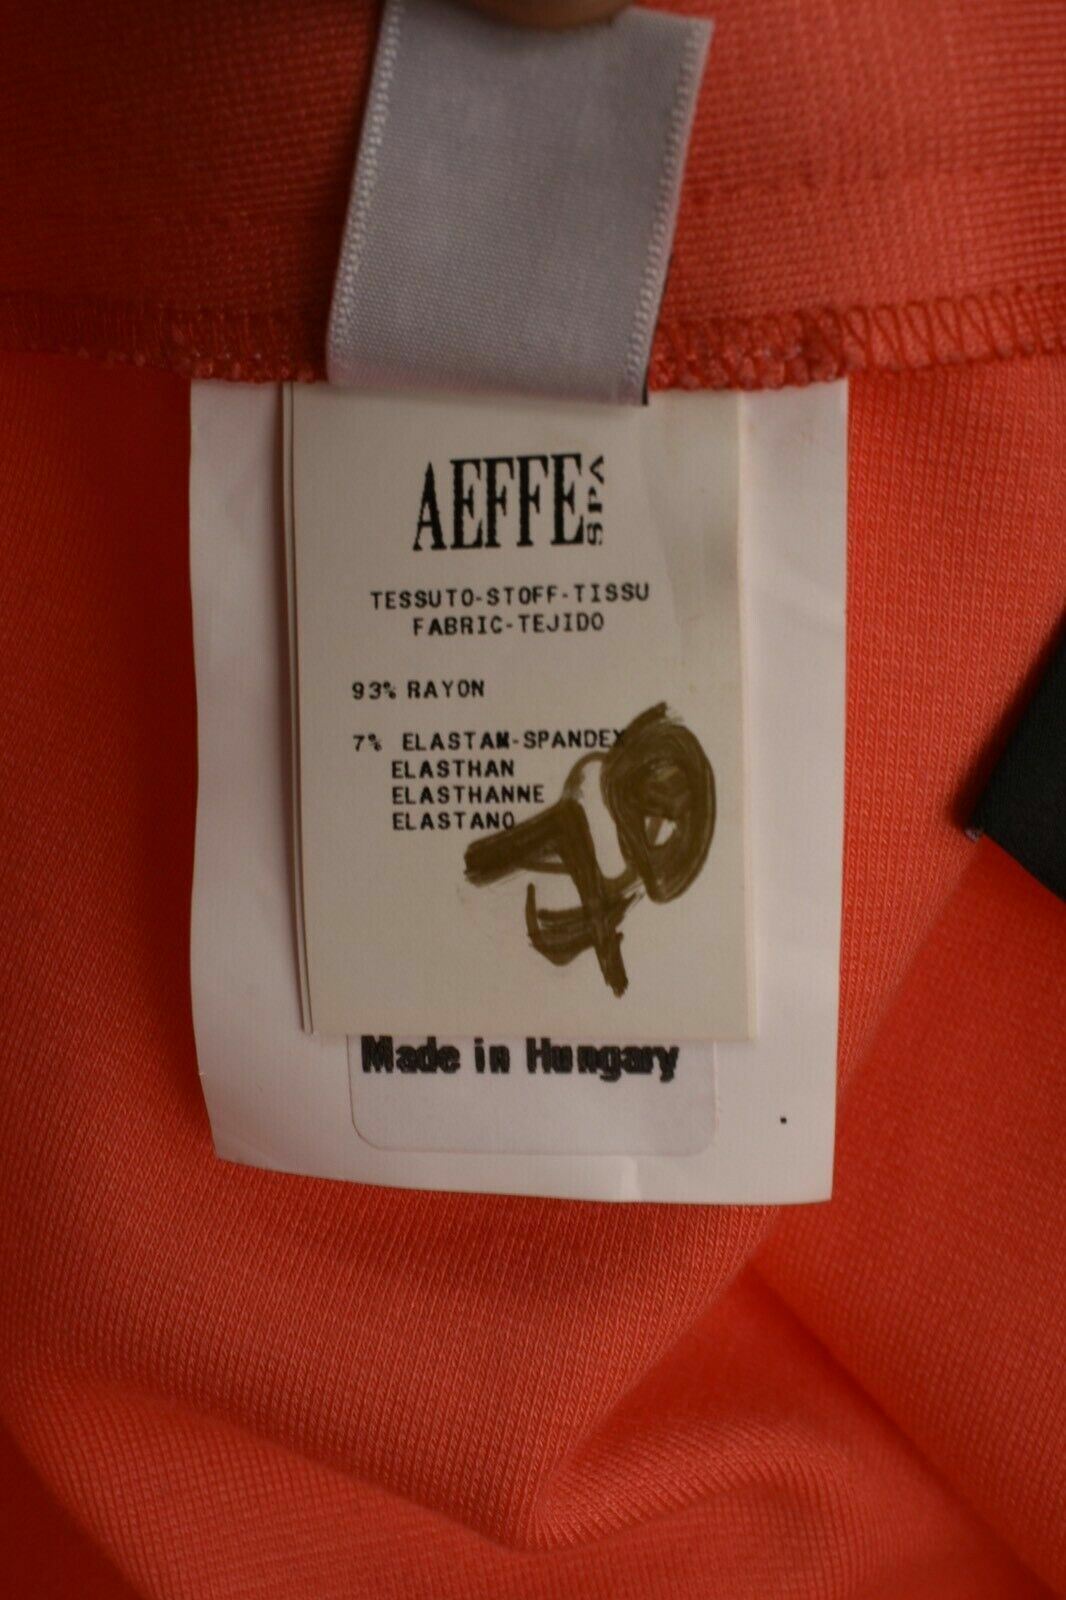 AEFFE SPA
TESSUTO-STOFF-TISSU
FABRIC-TEJIDO
93% RAYON
7% ELASTAM-SPANDEX
ELASTHAN
ELASTHANNE
ELASTANO
Made in Hungary